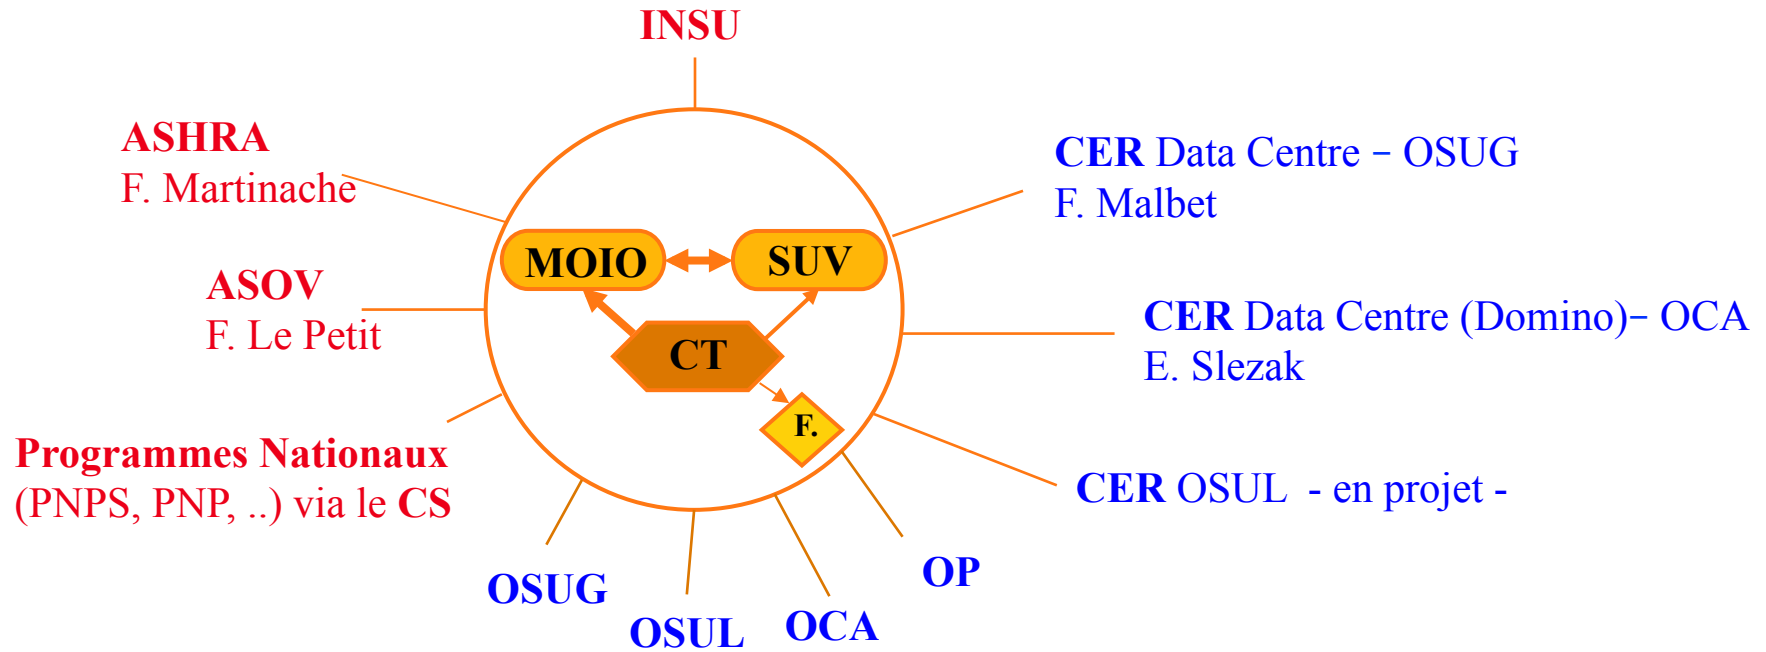 INSU
ASHRA
F. Martinache
CER Data Centre – OSUG
F. Malbet
MOIO
SUV
ASOV
F. Le Petit
CT
CER Data Centre (Domino)– OCA
E. Slezak
F.
Programmes Nationaux
(PNPS, PNP, ..) via le CS
CER OSUL - en projet -
OSUG
OSUL
OCA
OP